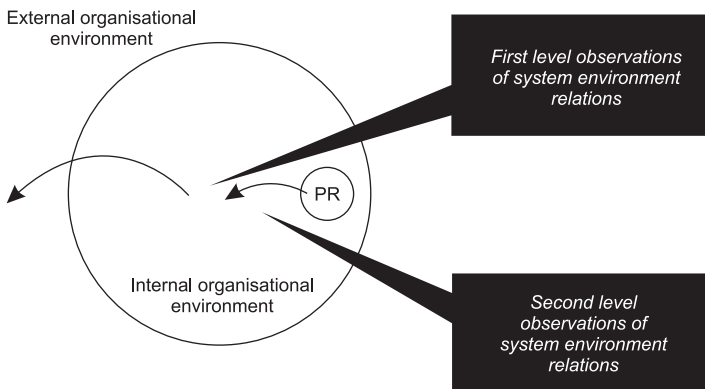 External organisational
environment
First level observations
of system environment
relations
PR
Internal organisational
environment
Second level
observations of
system environment
relations